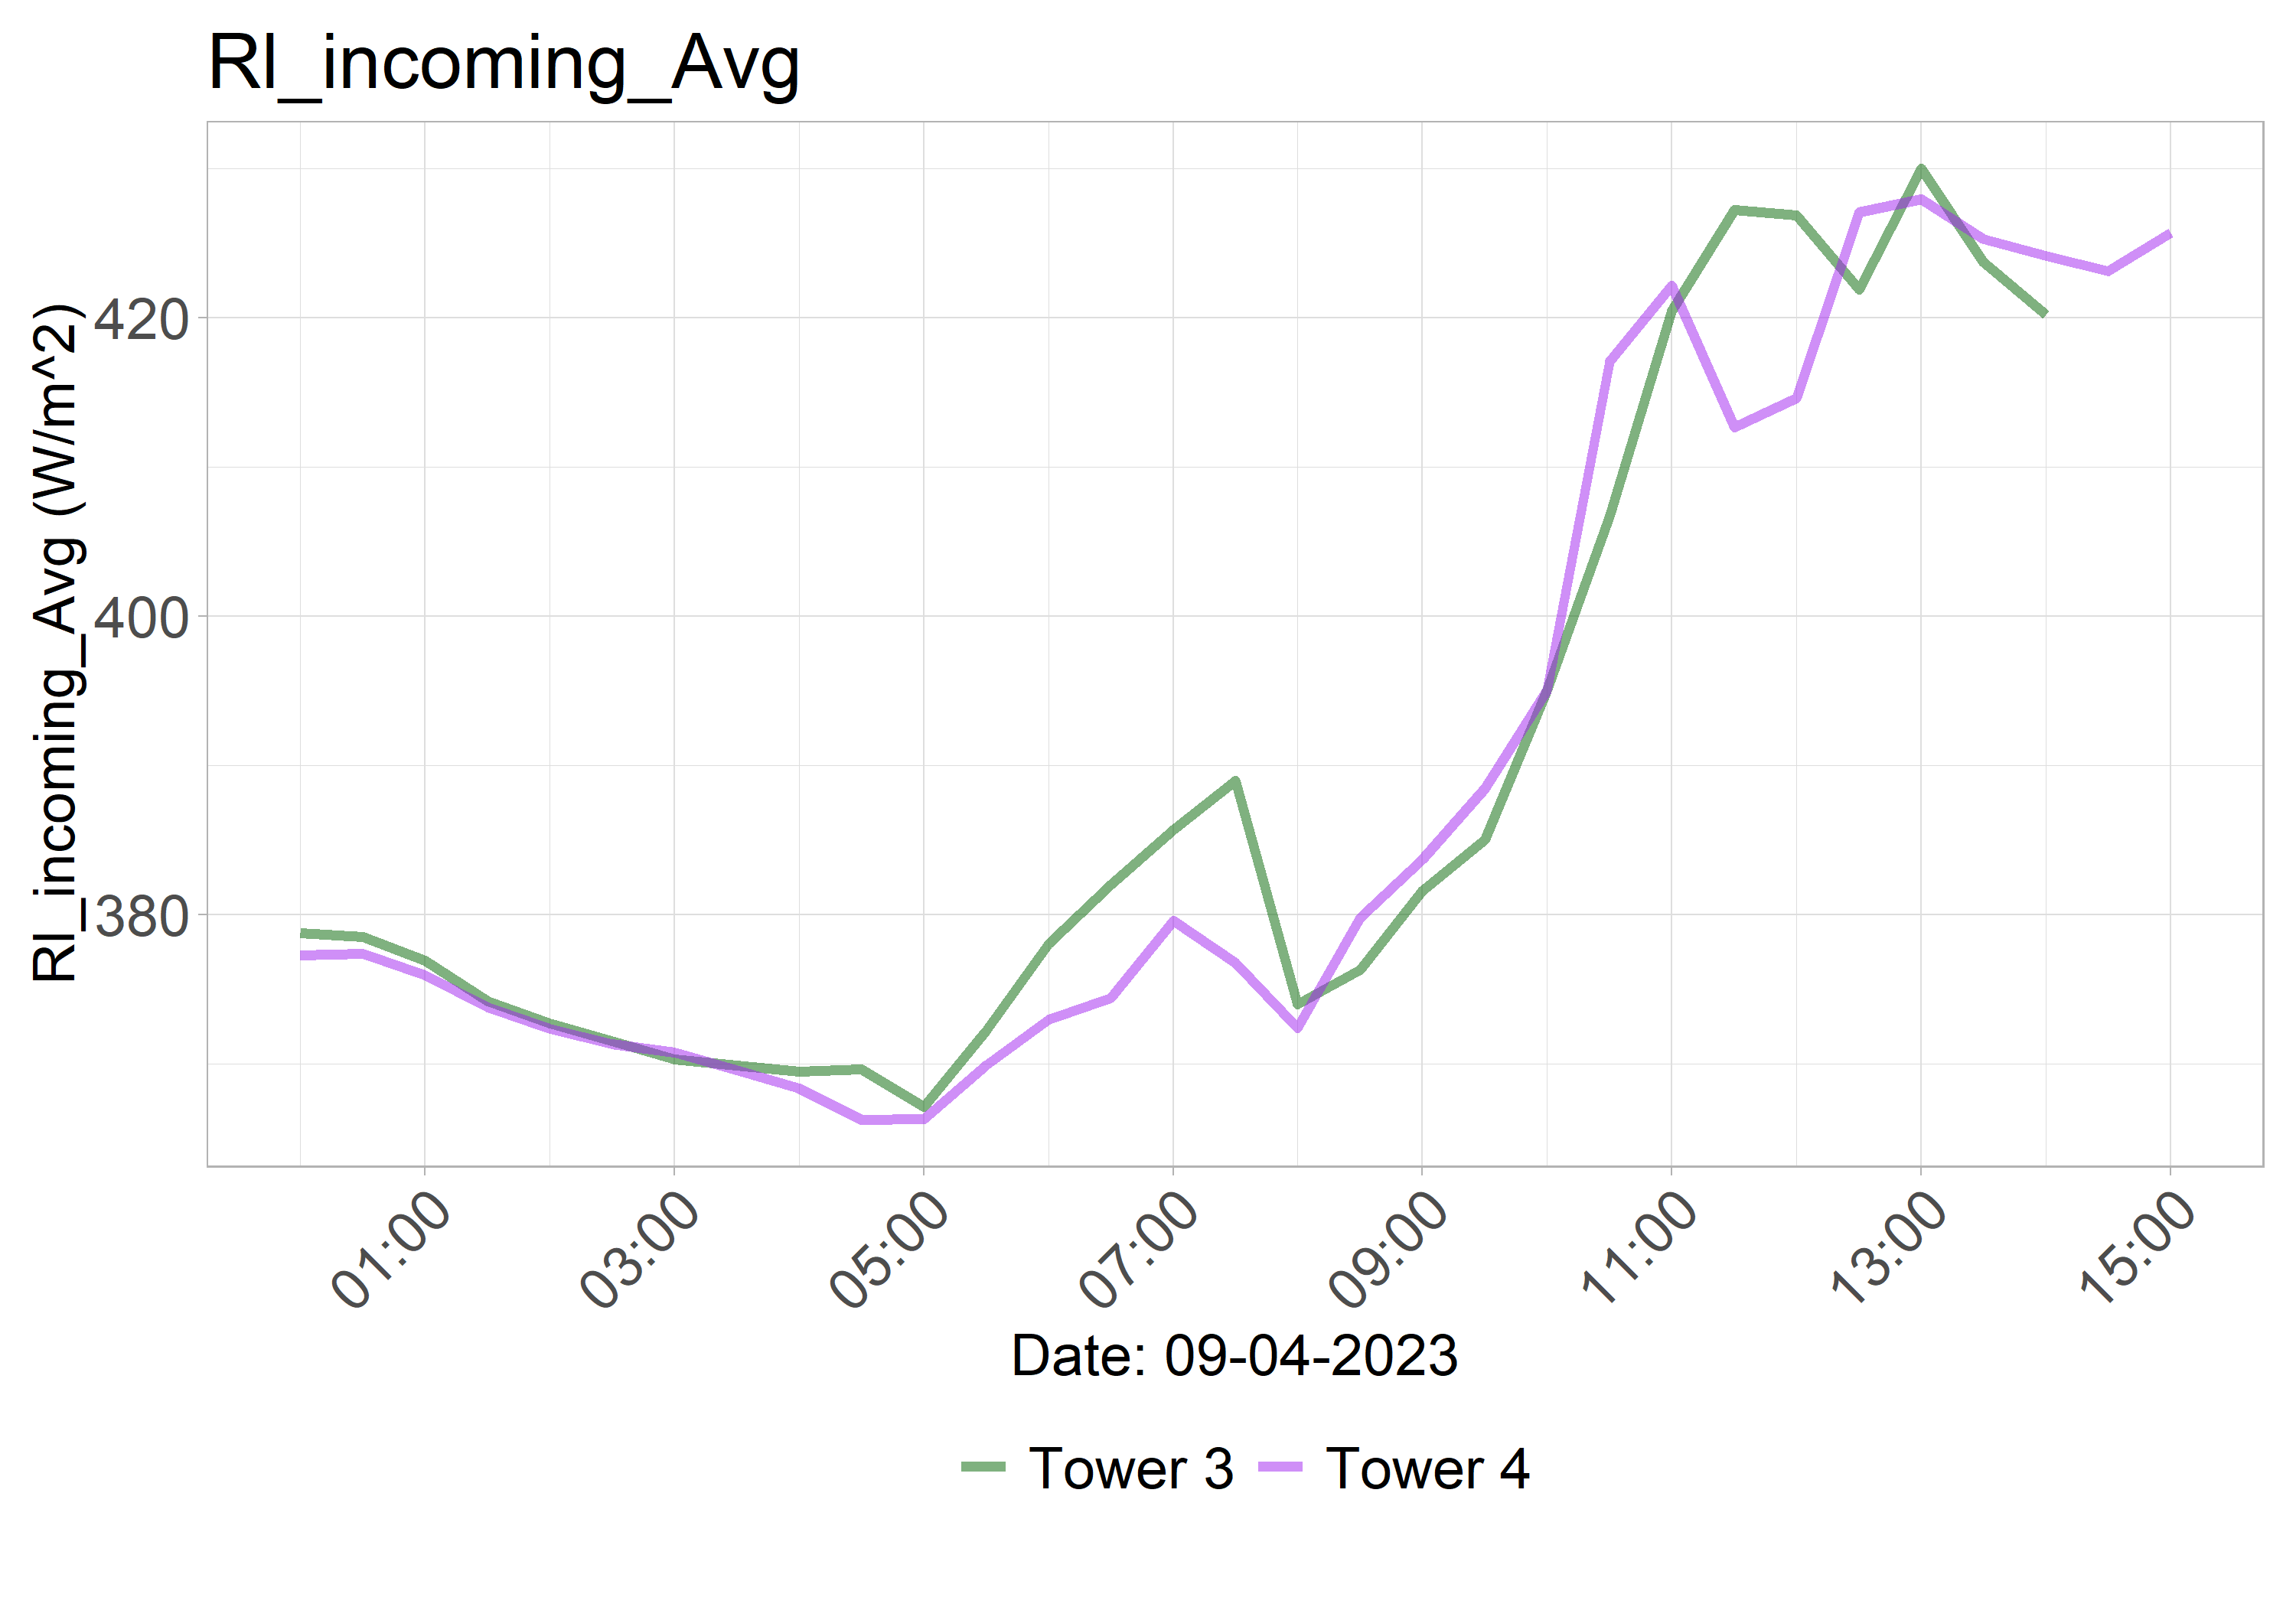 Rl_incoming_Avg
Rl_incoming_Avg (W/m^2)
420
400
380
01:00
03:00
05:00
07:00
09:00
11:00
13:00
15:00
Date: 09-04-2023
Tower 3
Tower 4